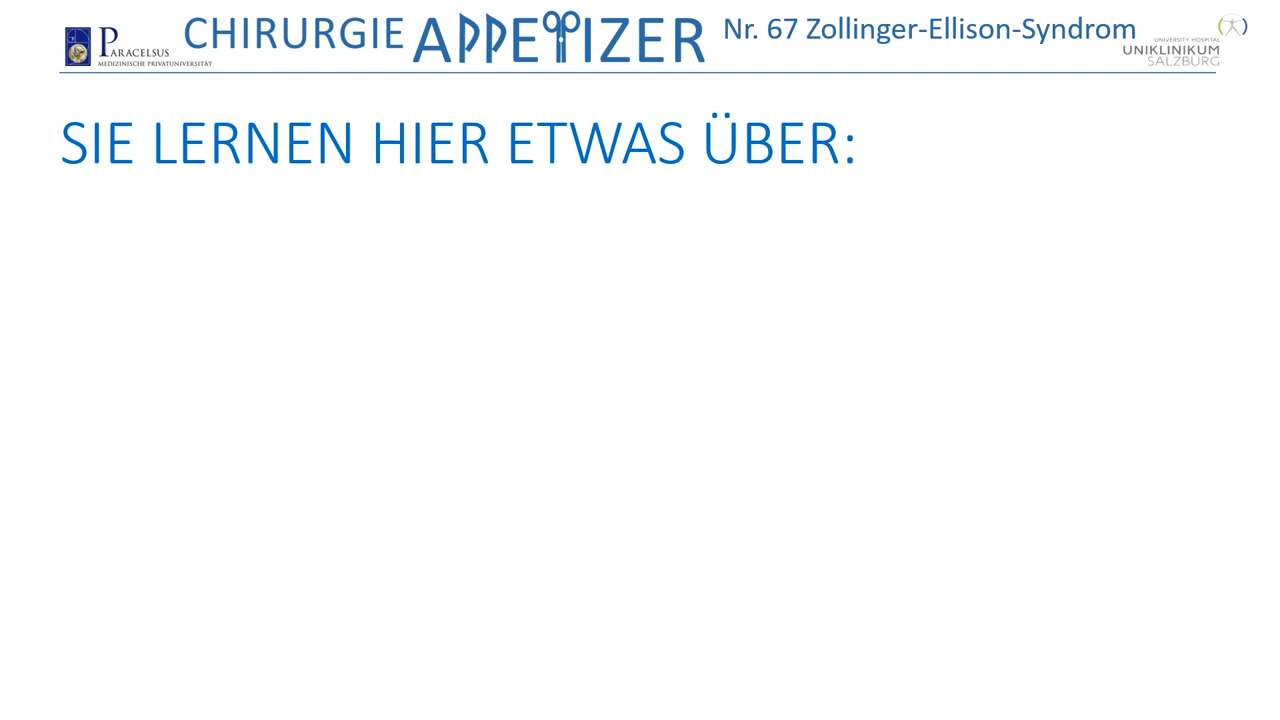 PARACELSUS
MEDIZINISCHE PRIVATUNIVERSITÄT
CHIRURGIE APPETIZER
Nr. 67 Zollinger-Ellison-Syndrom
UNIVERSITY HOSPITAL
UNIKLINIKUM
SALZBURG
SIE LERNEN HIER ETWAS ÜBER: